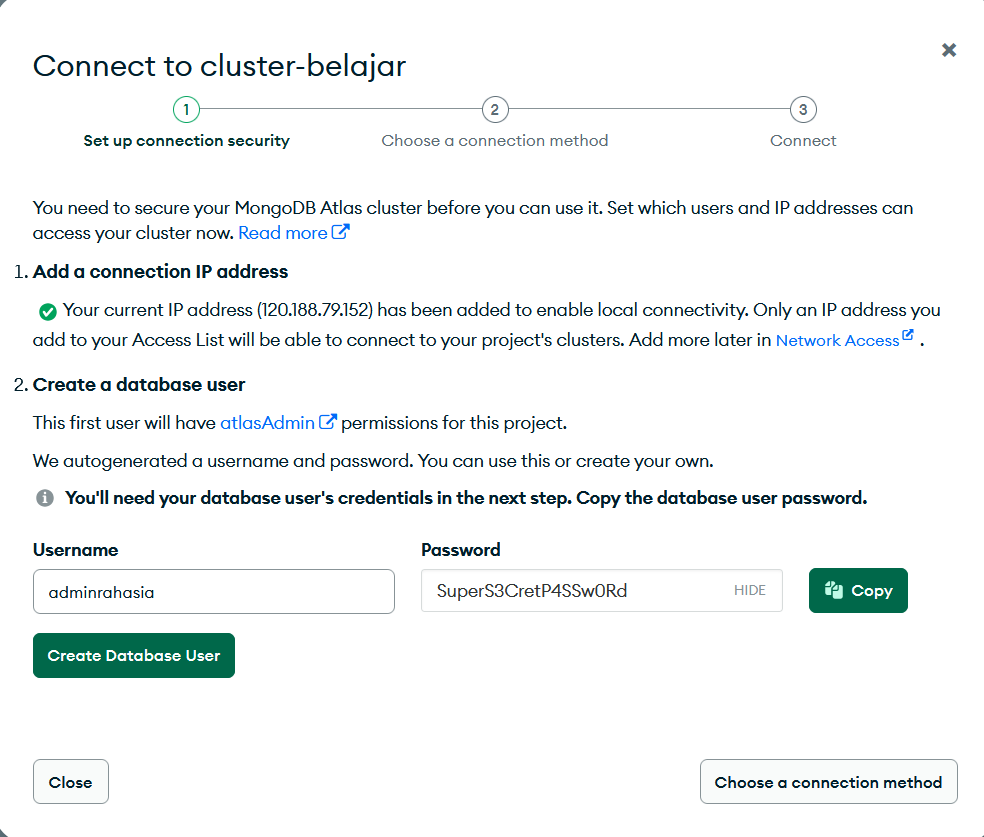 Connect to cluster-belajar
1
2
3
Set up connection security
Choose a connection method
Connect
You need to secure your MongoDB Atlas cluster before you can use it. Set which users and IP addresses can
access your cluster now. Read more
1. Add a connection IP address
Your current IP address (120.188.79.152) has been added to enable local connectivity. Only an IP address you
add to your Access List will be able to connect to your project's clusters. Add more later in Network Access .
2. Create a database user
This first user will have atlasAdmin permissions for this project.
We autogenerated a username and password. You can use this or create your own.
You'll need your database user's credentials in the next step. Copy the database user password.
Username
Password
adminrahasia
SuperS3CretP4SSw0Rd
HIDE
Copy
Create Database User
Close
Choose a connection method